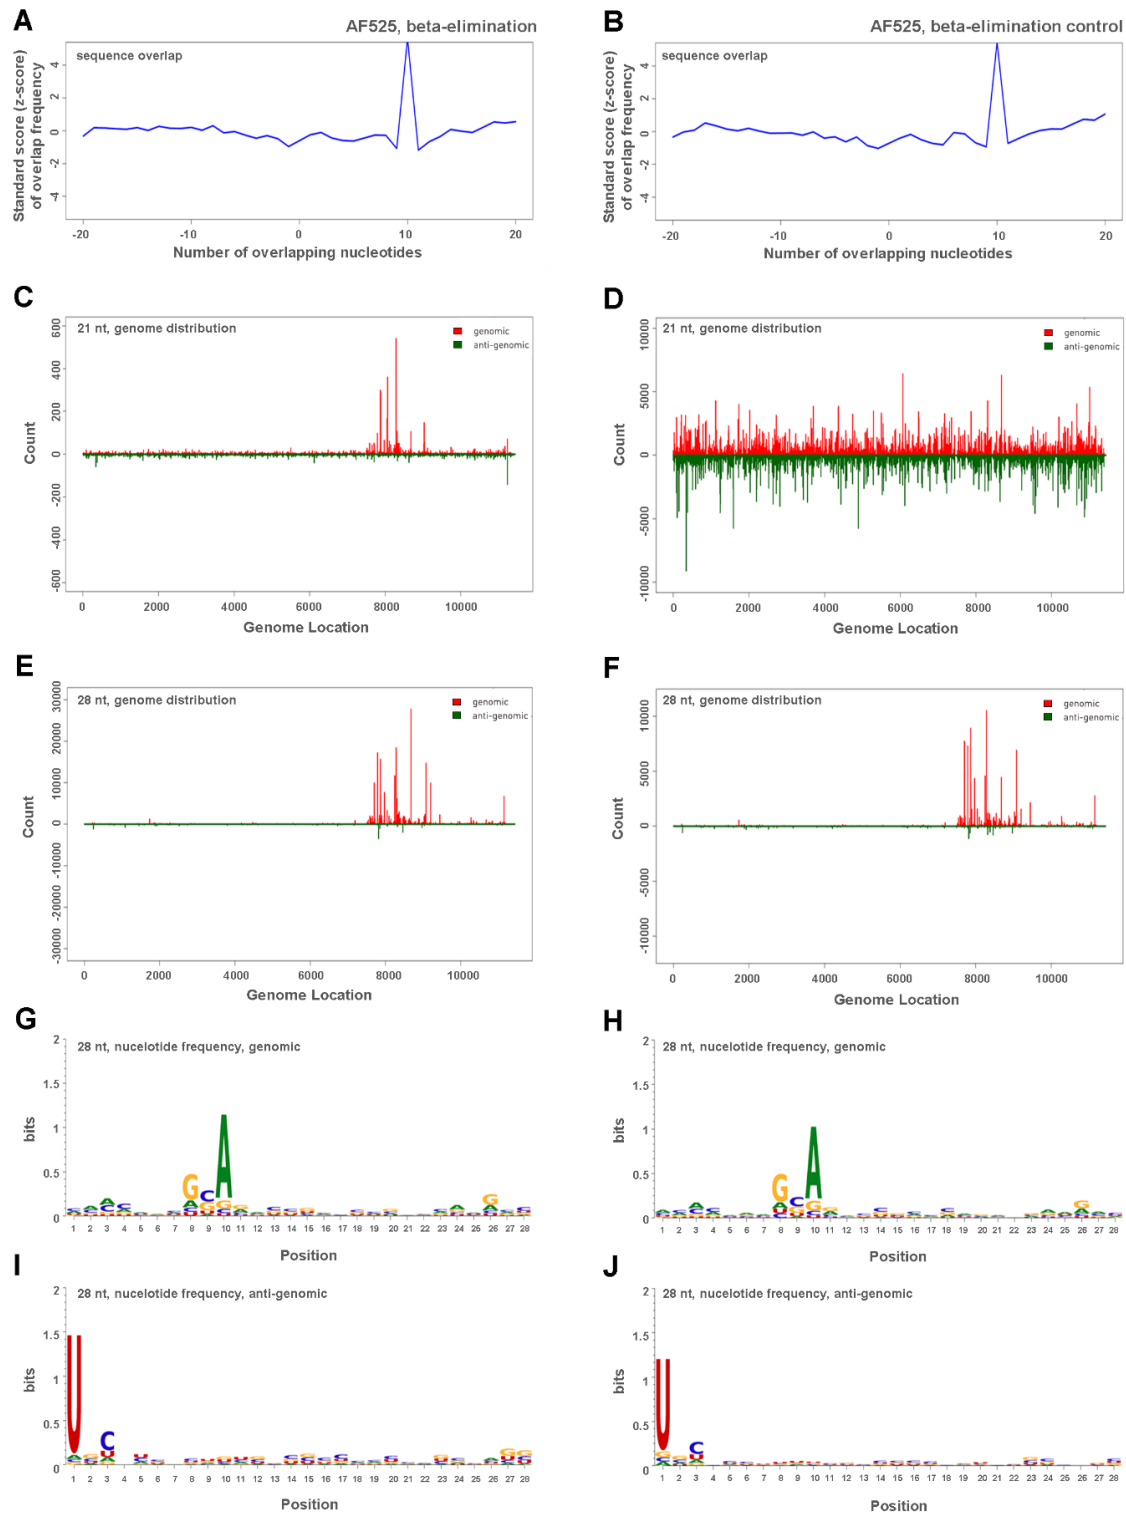 A
AF525, beta-elimination
sequence overlap
Standard score (z-score)
of overlap frequency
4
2
0
-2
-4
-20
-10
0
10
20
Number of overlapping nucleotides
B
AF525, beta-elimination control
sequence overlap
Standard score (z-score)
of overlap frequency
4
2
0
-2
-4
-20
-10
0
10
20
Number of overlapping nucleotides
C
21 nt, genome distribution
genomic
anti-genomic
Count
600
400
200
0
-200
-400
-600
0
2000
4000
6000
8000
10000
Genome Location
D
21 nt, genome distribution
genomic
anti-genomic
Count
10000
5000
0
-5000
-10000
0
2000
4000
6000
8000
10000
Genome Location
E
28 nt, genome distribution
genomic
anti-genomic
Count
30000
20000
10000
0
-10000
-20000
-30000
0
2000
4000
6000
8000
10000
Genome Location
F
28 nt, genome distribution
genomic
anti-genomic
Count
10000
5000
0
-5000
-10000
0
2000
4000
6000
8000
10000
Genome Location
G
28 nt, nucelotide frequency, genomic
bits
2
1.5
1
0.5
0
G
C
A
G
1 2 3 4 5 6 7 8 9 10 11 12 13 14 15 16 17 18 19 20 21 22 23 24 25 26 27 28
Position
H
28 nt, nucelotide frequency, genomic
bits
2
1.5
1
0.5
0
G
C
A
G
1 2 3 4 5 6 7 8 9 10 11 12 13 14 15 16 17 18 19 20 21 22 23 24 25 26 27 28
Position
I
28 nt, nucelotide frequency, anti-genomic
bits
2
1.5
1
0.5
0
U
C
1 2 3 4 5 6 7 8 9 10 11 12 13 14 15 16 17 18 19 20 21 22 23 24 25 26 27 28
Position
J
28 nt, nucelotide frequency, anti-genomic
bits
2
1.5
1
0.5
0
U
C
1 2 3 4 5 6 7 8 9 10 11 12 13 14 15 16 17 18 19 20 21 22 23 24 25 26 27 28
Position